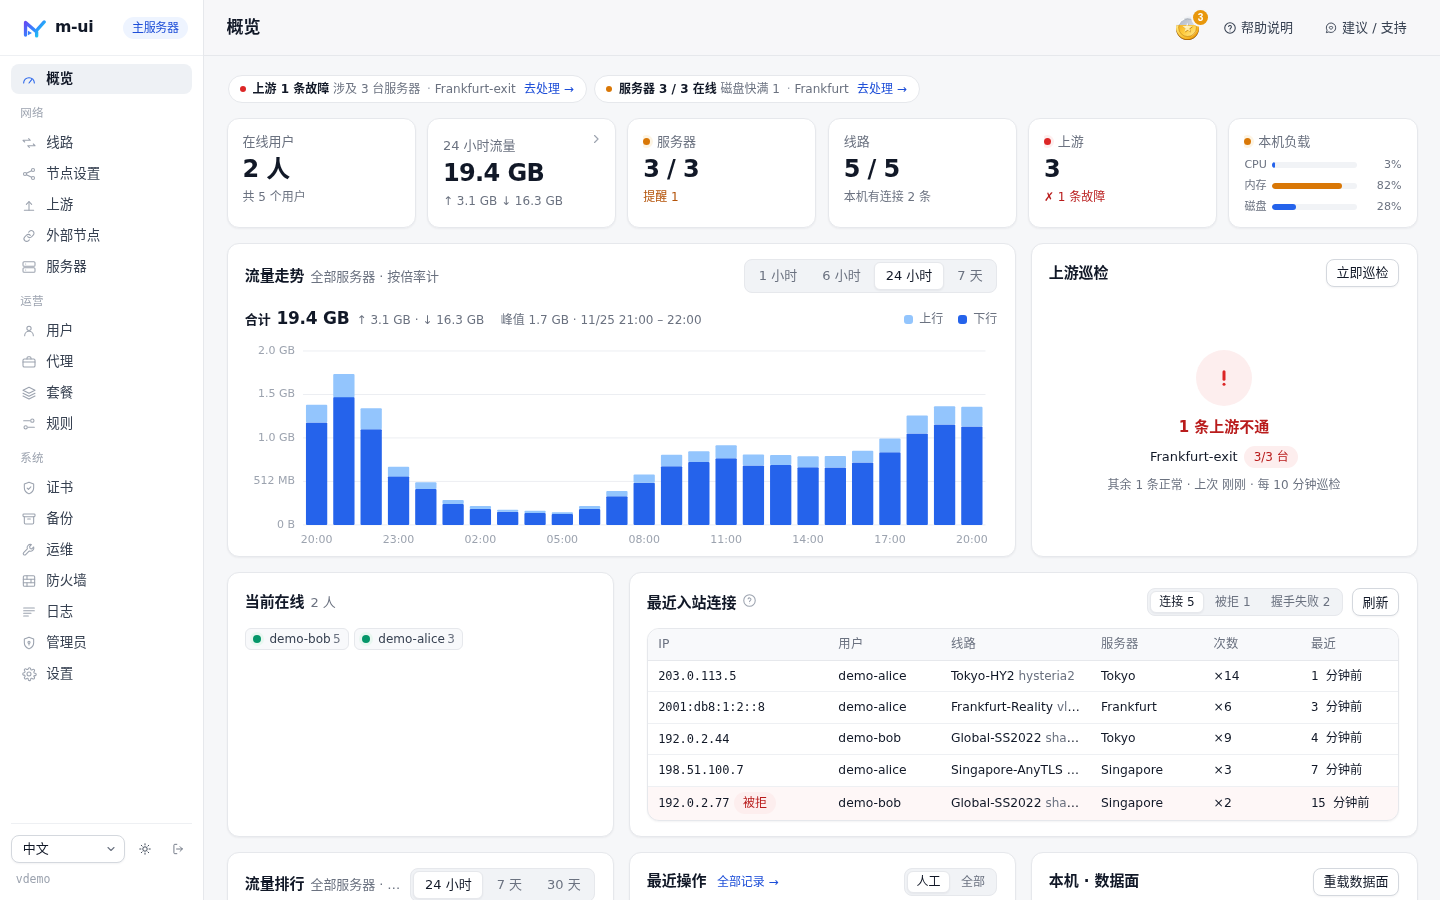 m-ui
主服务器
概览
网络
线路
节点设置
上游
外部节点
服务器
运营
用户
代理
套餐
规则
系统
证书
备份
运维
防火墙
日志
管理员
设置
中文
vdemo
概览
3
帮助说明
建议 / 支持
上游 1 条故障 涉及 3 台服务器 · Frankfurt-exit 去处理 →
服务器 3 / 3 在线 磁盘快满 1 · Frankfurt 去处理 →
在线用户
2 人
共 5 个用户
24 小时流量
19.4 GB
↑ 3.1 GB ↓ 16.3 GB
服务器
3 / 3
提醒 1
线路
5 / 5
本机有连接 2 条
上游
3
✗ 1 条故障
本机负载
CPU 3%
内存 82%
磁盘 28%
流量走势 全部服务器 · 按倍率计
1 小时 6 小时 24 小时 7 天
合计 19.4 GB ↑ 3.1 GB · ↓ 16.3 GB 峰值 1.7 GB · 11/25 21:00 – 22:00
上行 下行
2.0 GB
1.5 GB
1.0 GB
512 MB
0 B
20:00 23:00 02:00 05:00 08:00 11:00 14:00 17:00 20:00
上游巡检
立即巡检
!
1 条上游不通
Frankfurt-exit 3/3 台
其余 1 条正常 · 上次 刚刚 · 每 10 分钟巡检
当前在线 2 人
demo-bob 5 demo-alice 3
最近入站连接
连接 5 被拒 1 握手失败 2
刷新
IP 用户 线路 服务器 次数 最近
203.0.113.5 demo-alice Tokyo-HY2 hysteria2 Tokyo ×14 1 分钟前
2001:db8:1:2::8 demo-alice Frankfurt-Reality vl… Frankfurt ×6 3 分钟前
192.0.2.44 demo-bob Global-SS2022 sha… Tokyo ×9 4 分钟前
198.51.100.7 demo-alice Singapore-AnyTLS … Singapore ×3 7 分钟前
192.0.2.77 被拒 demo-bob Global-SS2022 sha… Singapore ×2 15 分钟前
流量排行 全部服务器 · …
24 小时 7 天 30 天
最近操作 全部记录 →
人工 全部
本机 · 数据面
重载数据面